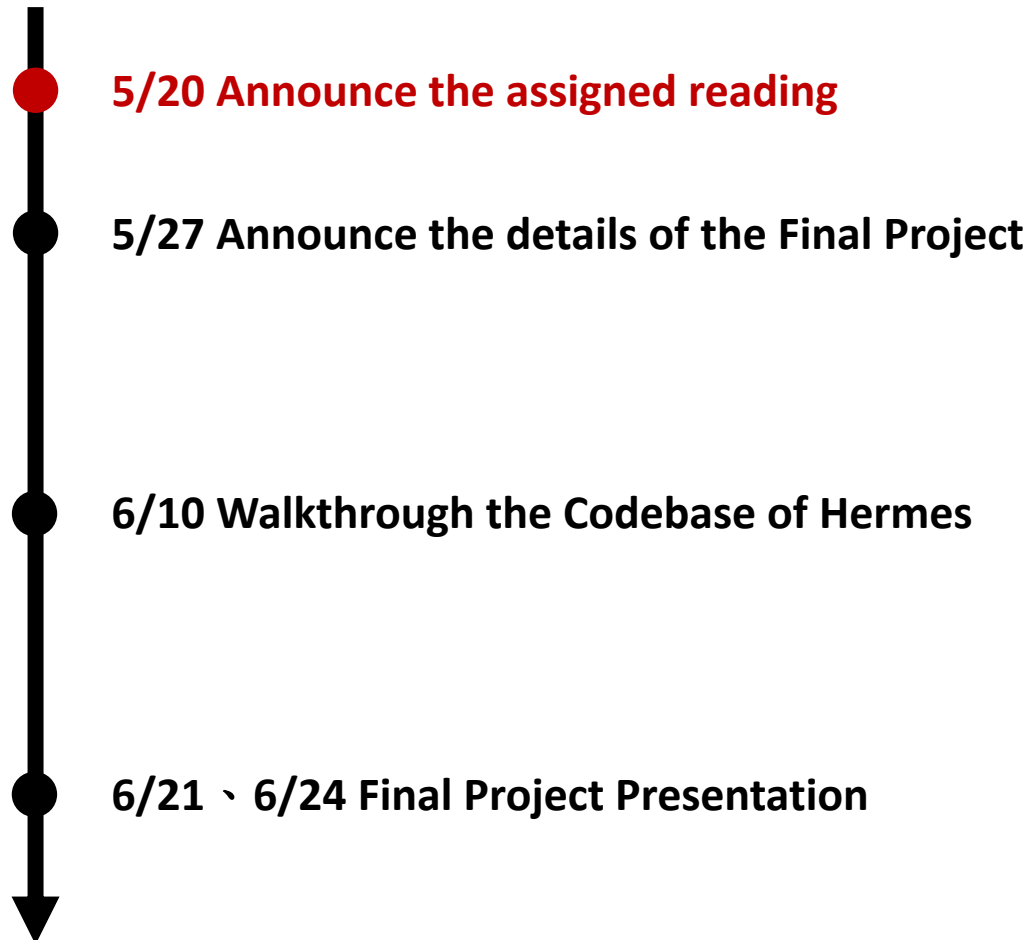 5/20 Announce the assigned reading
5/27 Announce the details of the Final Project
6/10 Walkthrough the Codebase of Hermes
6/21、6/24 Final Project Presentation